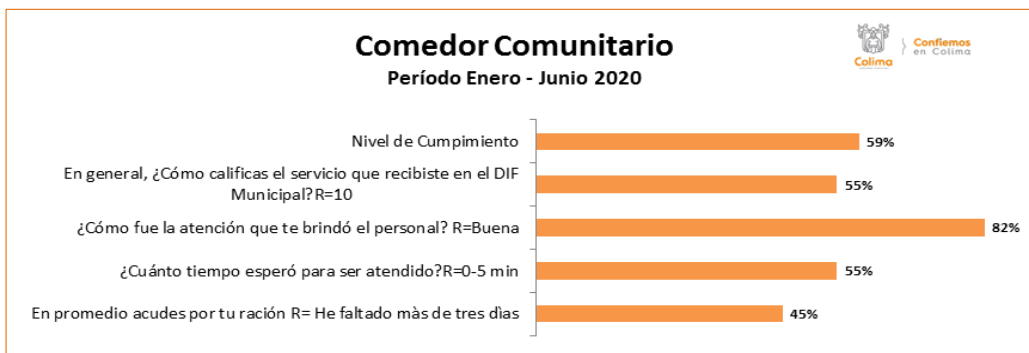 Comedor Comunitario
Período Enero - Junio 2020
Colima
Confiemos
en Colima
Nivel de Cumpimiento
59%
En general, ¿Cómo calificas el servicio que recibiste en el DIF
Municipal?R=10
55%
¿Cómo fue la atención que te brindó el personal? R=Buena
82%
¿Cuánto tiempo esperó para ser atendido?R=0-5 min
55%
En promedio acudes por tu ración R= He faltado màs de tres dìas
45%